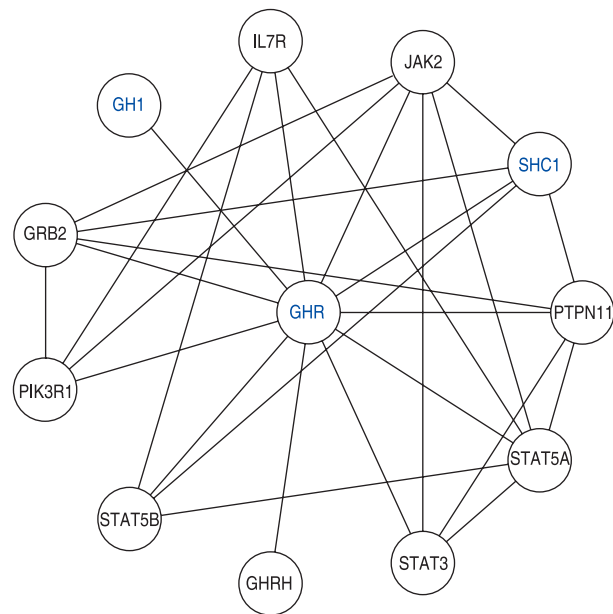 IL7R
JAK2
GH1
SHC1
GRB2
GHR
PTPN11
PIK3R1
STAT5A
STAT5B
STAT3
GHRH